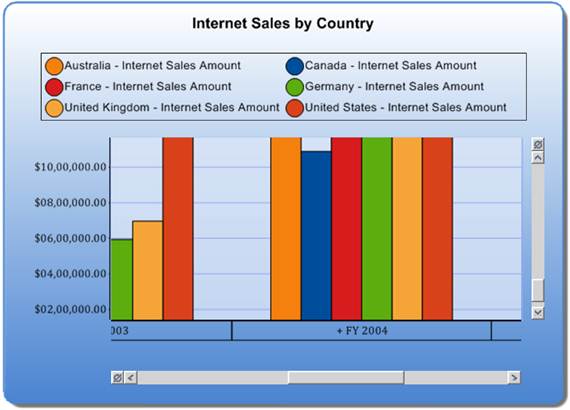 Internet Sales by Country
Australia - Internet Sales Amount
Canada - Internet Sales Amount
France - Internet Sales Amount
Germany - Internet Sales Amount
United Kingdom - Internet Sales Amount
United States - Internet Sales Amount
$10,00,000.00
$08,00,000.00
$06,00,000.00
$04,00,000.00
$02,00,000.00
003
+ FY 2004